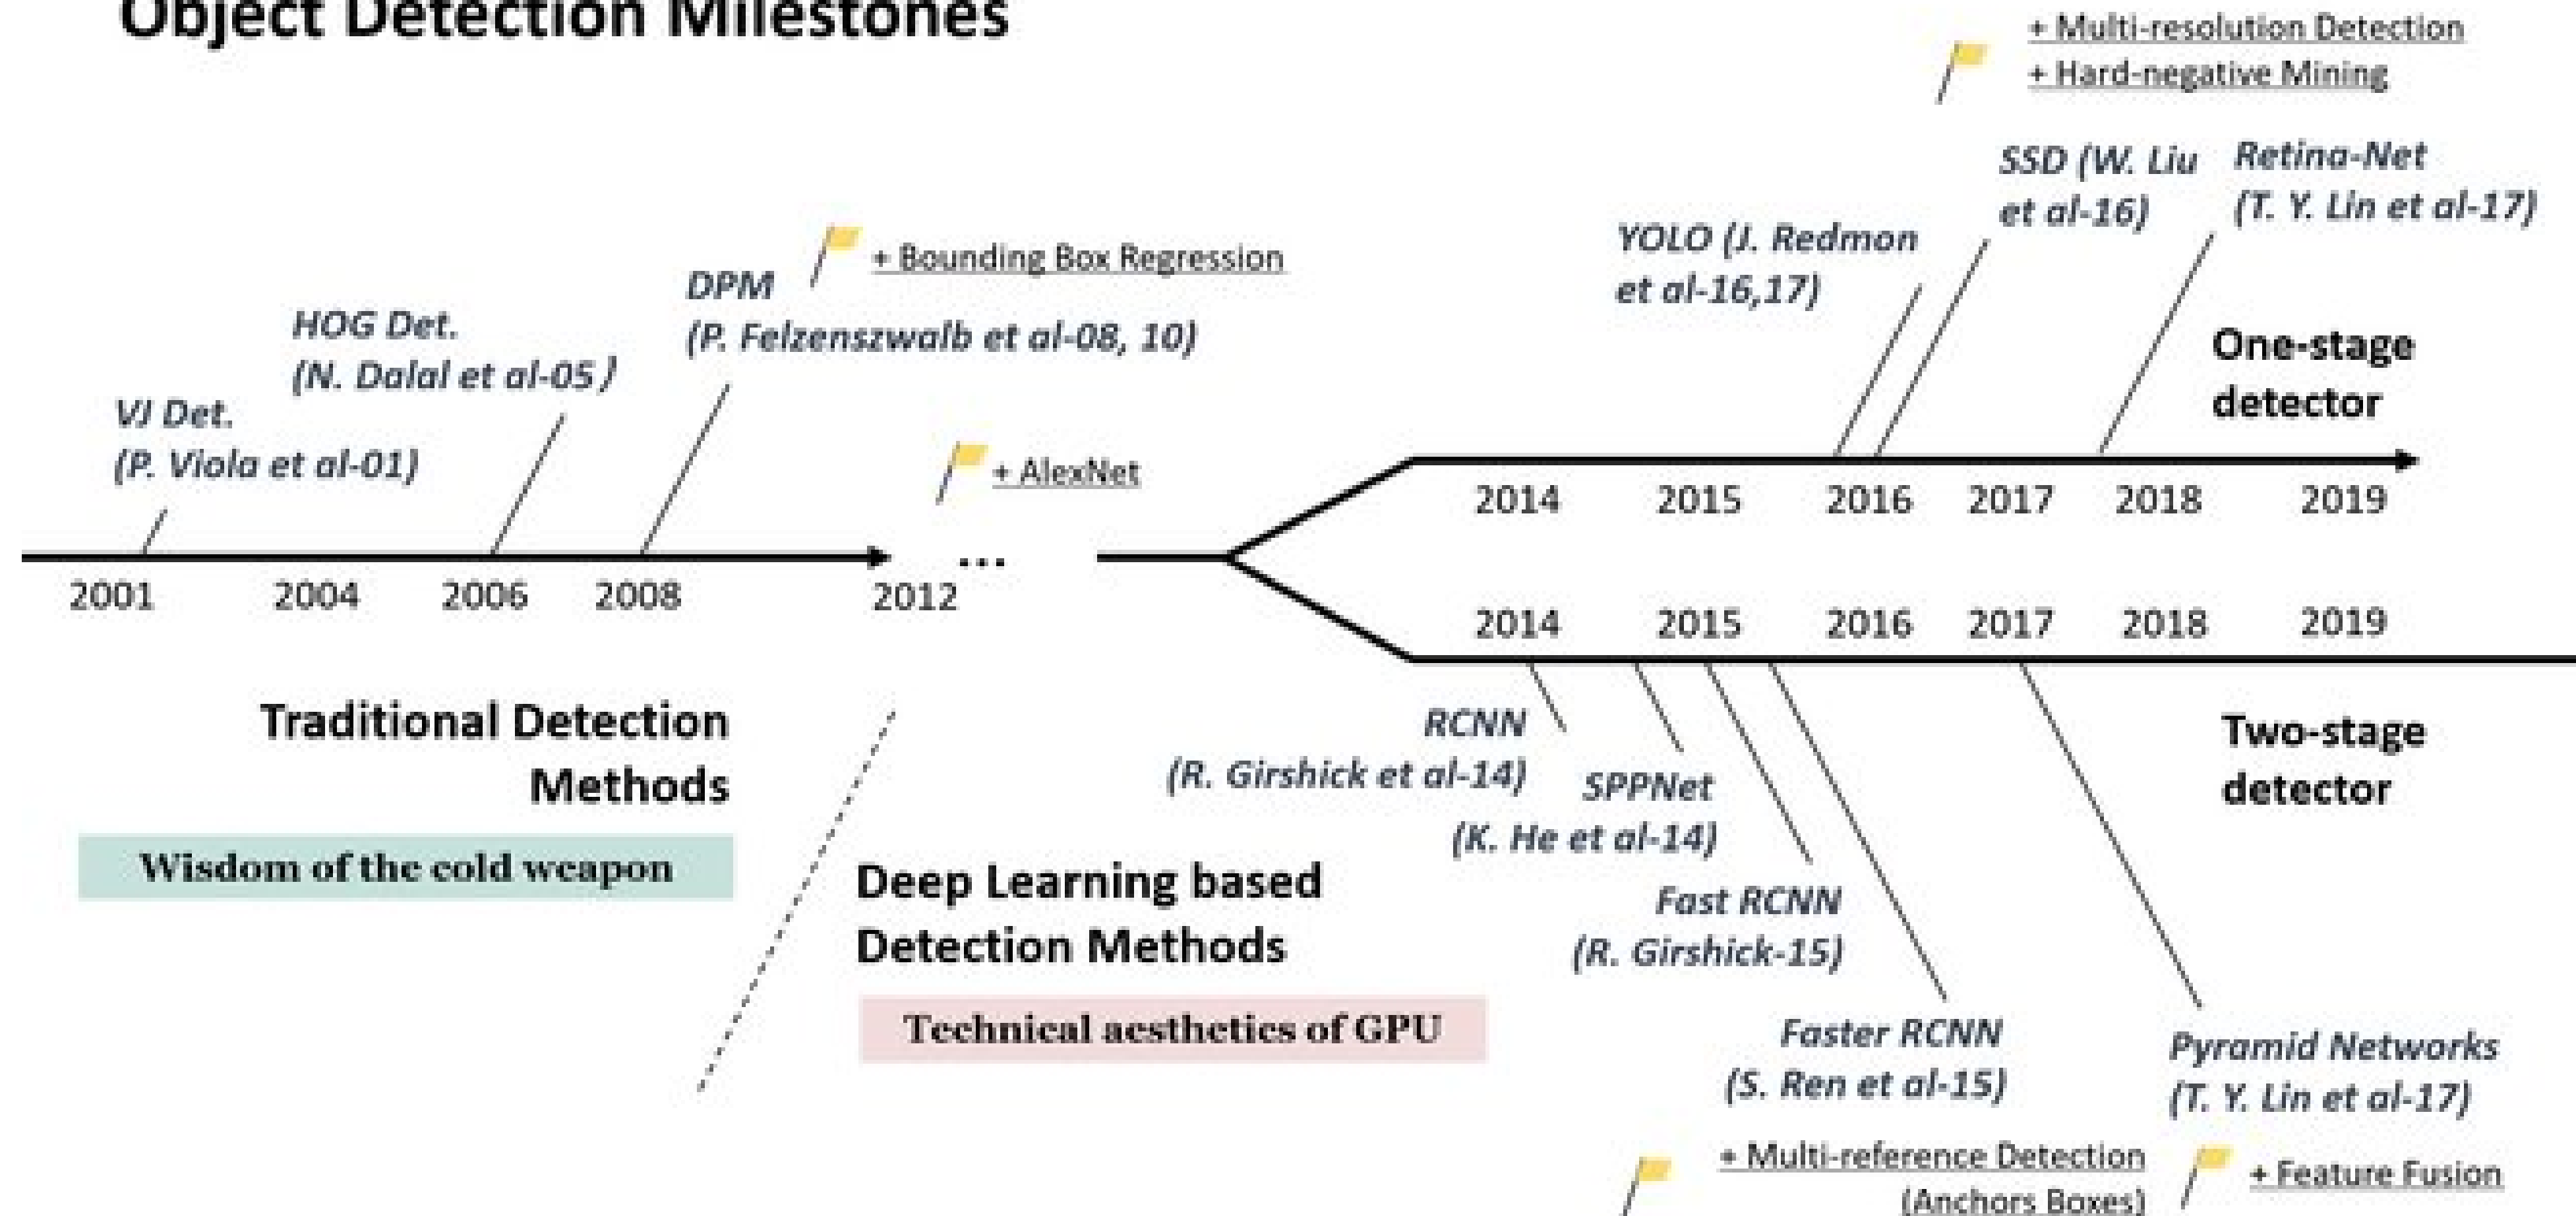 Object Detection Milestones
+ Multi-resolution Detection
+ Hard-negative Mining
SSD (W. Liu
et al-16)
Retina-Net
(T. Y. Lin et al-17)
YOLO (J. Redmon
et al-16,17)
+ Bounding Box Regression
DPM
(P. Felzenszwalb et al-08, 10)
HOG Det.
(N. Dalal et al-05)
VJ Det.
(P. Viola et al-01)
+ AlexNet
One-stage
detector
2014 2015 2016 2017 2018 2019
...
2001 2004 2006 2008 2012
2014 2015 2016 2017 2018 2019
Traditional Detection
Methods
Wisdom of the cold weapon
Deep Learning based
Detection Methods
Technical aesthetics of GPU
RCNN
(R. Girshick et al-14)
SPPNet
(K. He et al-14)
Fast RCNN
(R. Girshick-15)
Faster RCNN
(S. Ren et al-15)
Two-stage
detector
Pyramid Networks
(T. Y. Lin et al-17)
+ Multi-reference Detection
(Anchors Boxes)
+ Feature Fusion